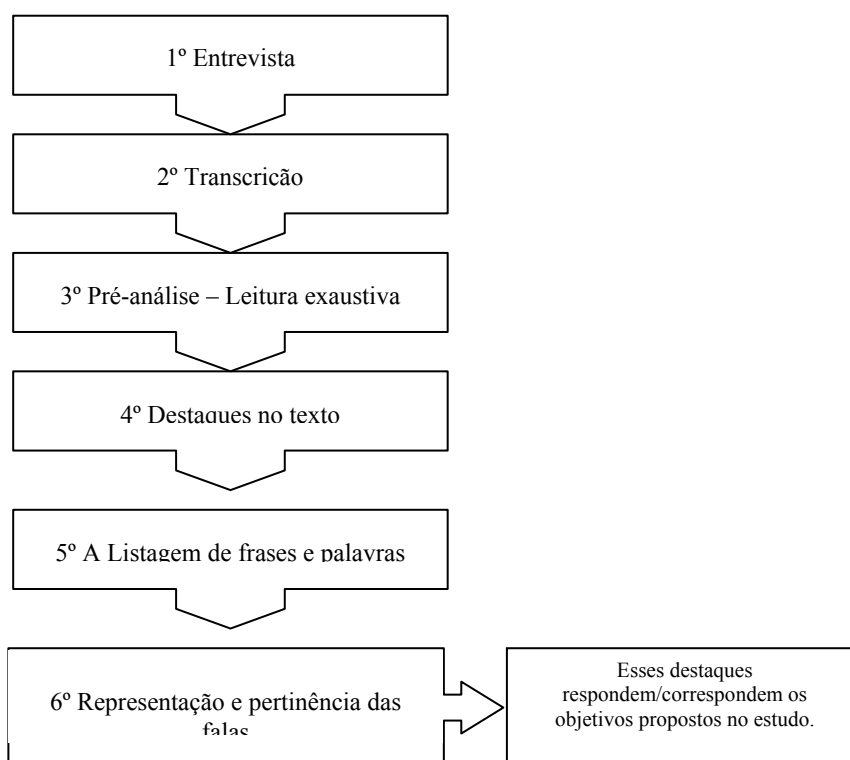 1º Entrevista
2º Transcrição
3º Pré-análise – Leitura exaustiva
4º Destaques no texto
5º A Listagem de frases e palavras
6º Representação e pertinência das
falas
Esses destaques
respondem/correspondem os
objetivos propostos no estudo.